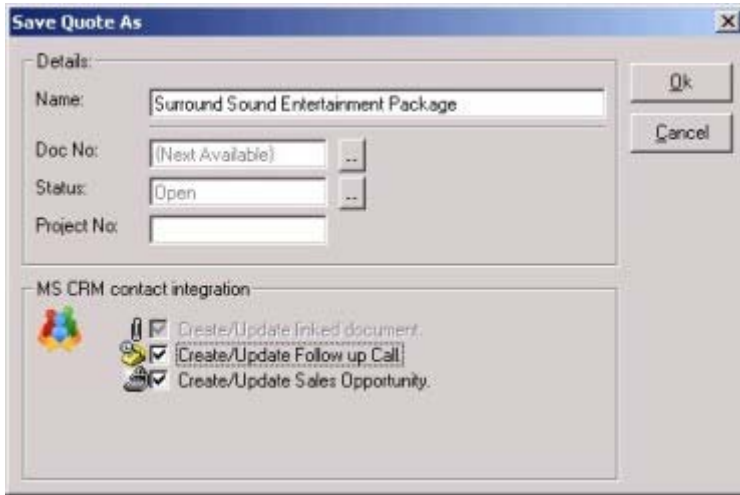 Save Quote As
Details:
Name: Surround Sound Entertainment Package
Ok
Cancel
Doc No: (Next Available) ...
Status: Open ...
Project No:
MS CRM contact integration
Create/Update linked document.
Create/Update Follow up Call
Create/Update Sales Opportunity.